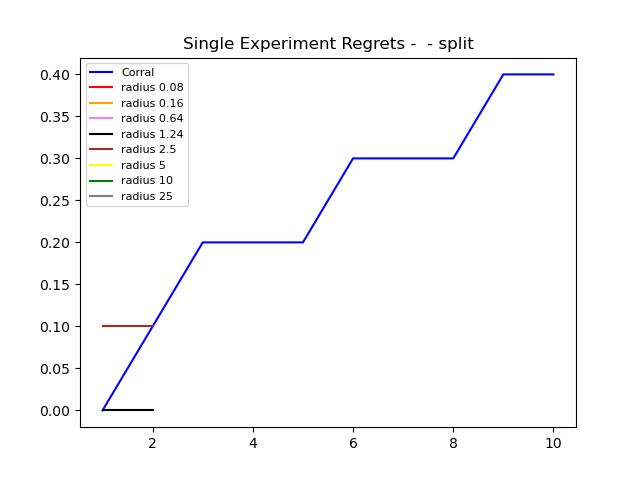 Single Experiment Regrets -  - split
0.40
0.35
0.30
0.25
0.20
0.15
0.10
0.05
0.00
Corral
radius 0.08
radius 0.16
radius 0.64
radius 1.24
radius 2.5
radius 5
radius 10
radius 25
2 4 6 8 10